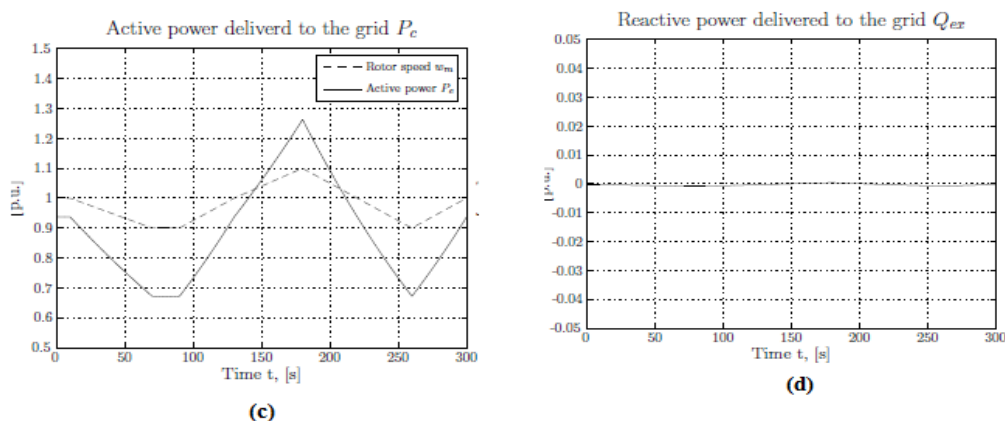 Active power deliverd to the grid P_c
1.5
1.4
1.3
1.2
1.1
1
0.9
0.8
0.7
0.6
0.5
[p.u.]
Rotor speed w_m
Active power P_e
0 50 100 150 200 250 300
Time t, [s]
(c)
Reactive power delivered to the grid Q_ex
0.05
0.04
0.03
0.02
0.01
0
-0.01
-0.02
-0.03
-0.04
-0.05
[p.u.]
0 50 100 150 200 250 300
Time t, [s]
(d)